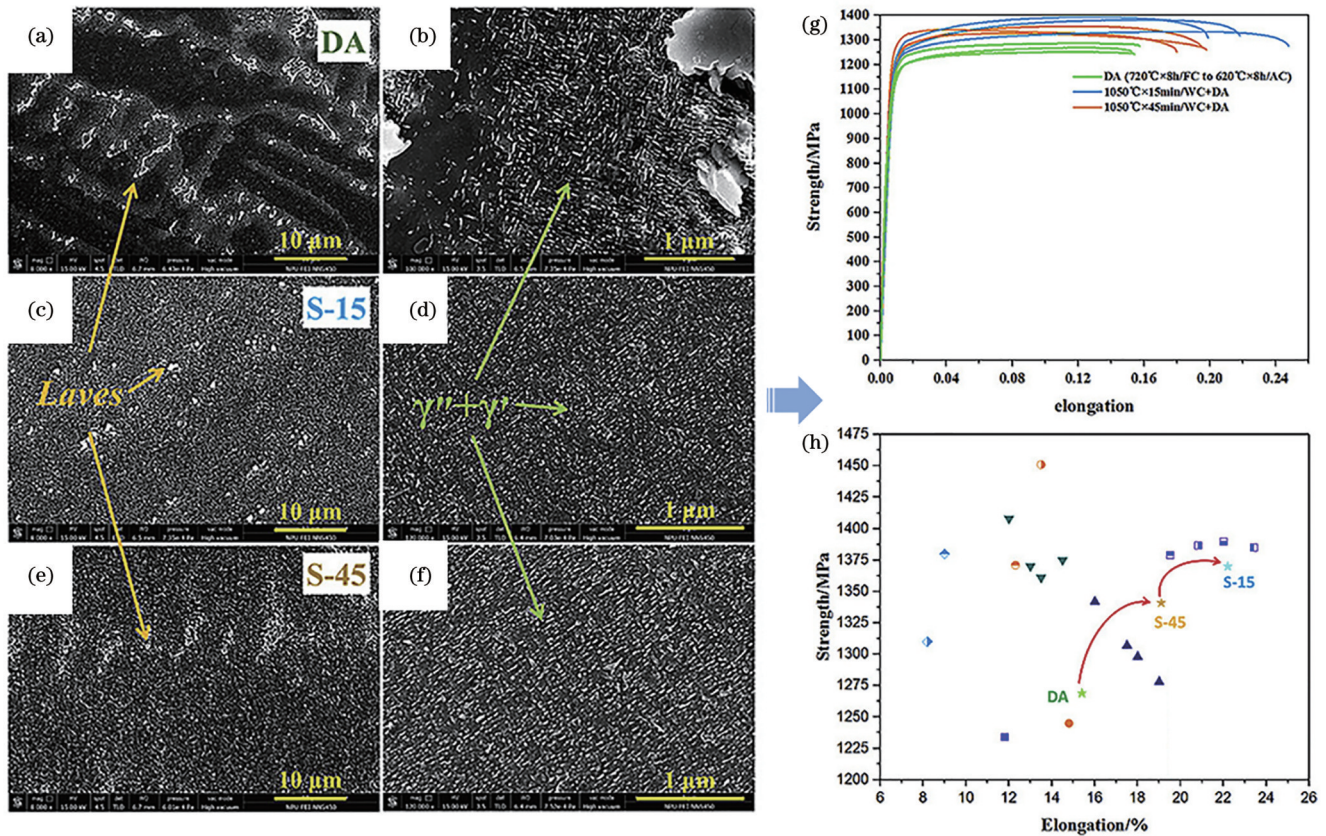 (a)
DA
10 μm
(b)
1 μm
(c)
S-15
Laves
10 μm
(d)
γ''+γ'
1 μm
(e)
S-45
10 μm
(f)
1 μm
(g)
1400
1300
1200
1100
1000
900
800
700
600
500
400
300
200
100
0
Strength/MPa
DA (720℃×8h/FC to 620℃×8h/AC)
1050℃×15min/WC+DA
1050℃×45min/WC+DA
0.00 0.04 0.08 0.12 0.16 0.20 0.24
elongation
(h)
1475
1450
1425
1400
1375
1350
1325
1300
1275
1250
1225
1200
Strength/MPa
S-15
S-45
DA
6 8 10 12 14 16 18 20 22 24 26
Elongation/%